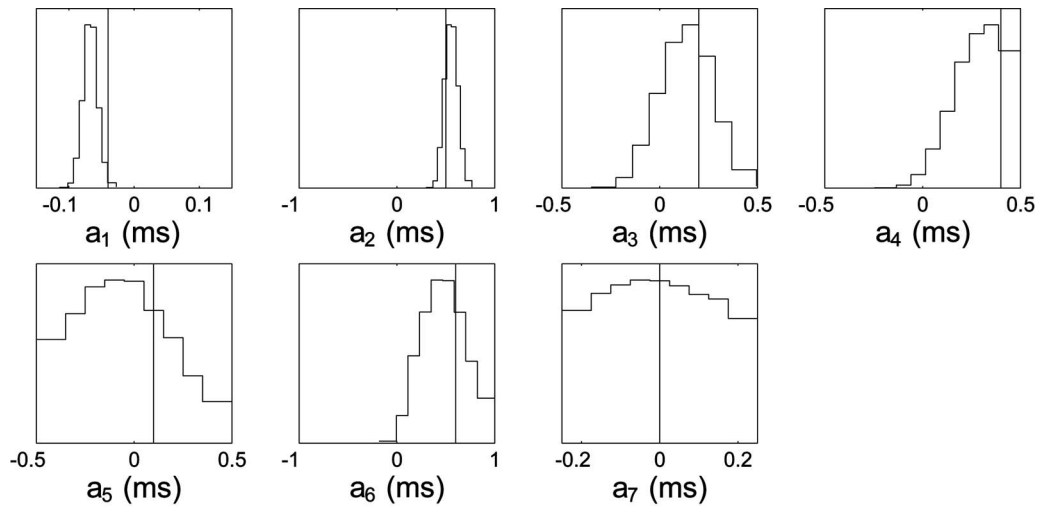 -0.1 0 0.1
a₁ (ms)
-1 0 1
a₂ (ms)
-0.5 0 0.5
a₃ (ms)
-0.5 0 0.5
a₄ (ms)
-0.5 0 0.5
a₅ (ms)
-1 0 1
a₆ (ms)
-0.2 0 0.2
a₇ (ms)